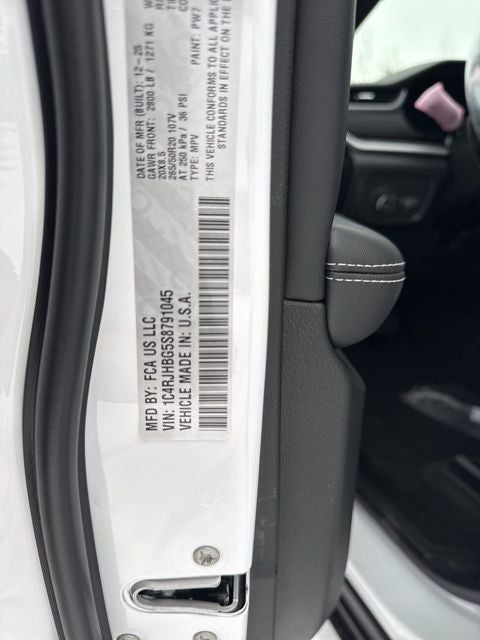 MFD BY: FCA US LLC
VIN: 1C4RJHBG5S8791045
VEHICLE MADE IN: U.S.A.
DATE OF MFR (BUILT): 12-25
GAWR FRONT: 2800 LB / 1271 KG
20X8.5
265/50R20 107V
AT 250 kPa / 36 PSI
TYPE: MPV PAINT: PW7
THIS VEHICLE CONFORMS TO ALL APPLIC
STANDARDS IN EFFECT ON THE